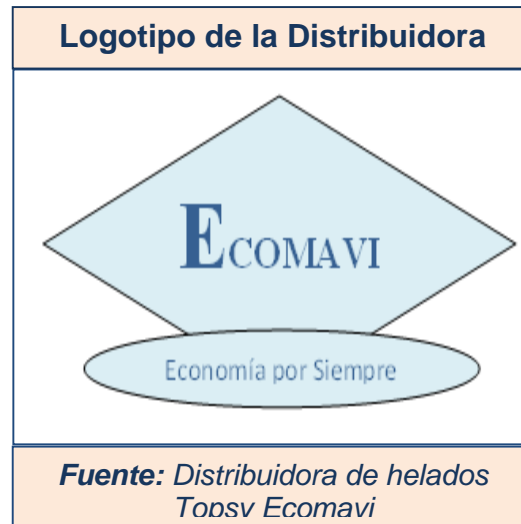 Logotipo de la Distribuidora
ECOMAVI
Economía por Siempre
Fuente: Distribuidora de helados
Topsy Ecomavi